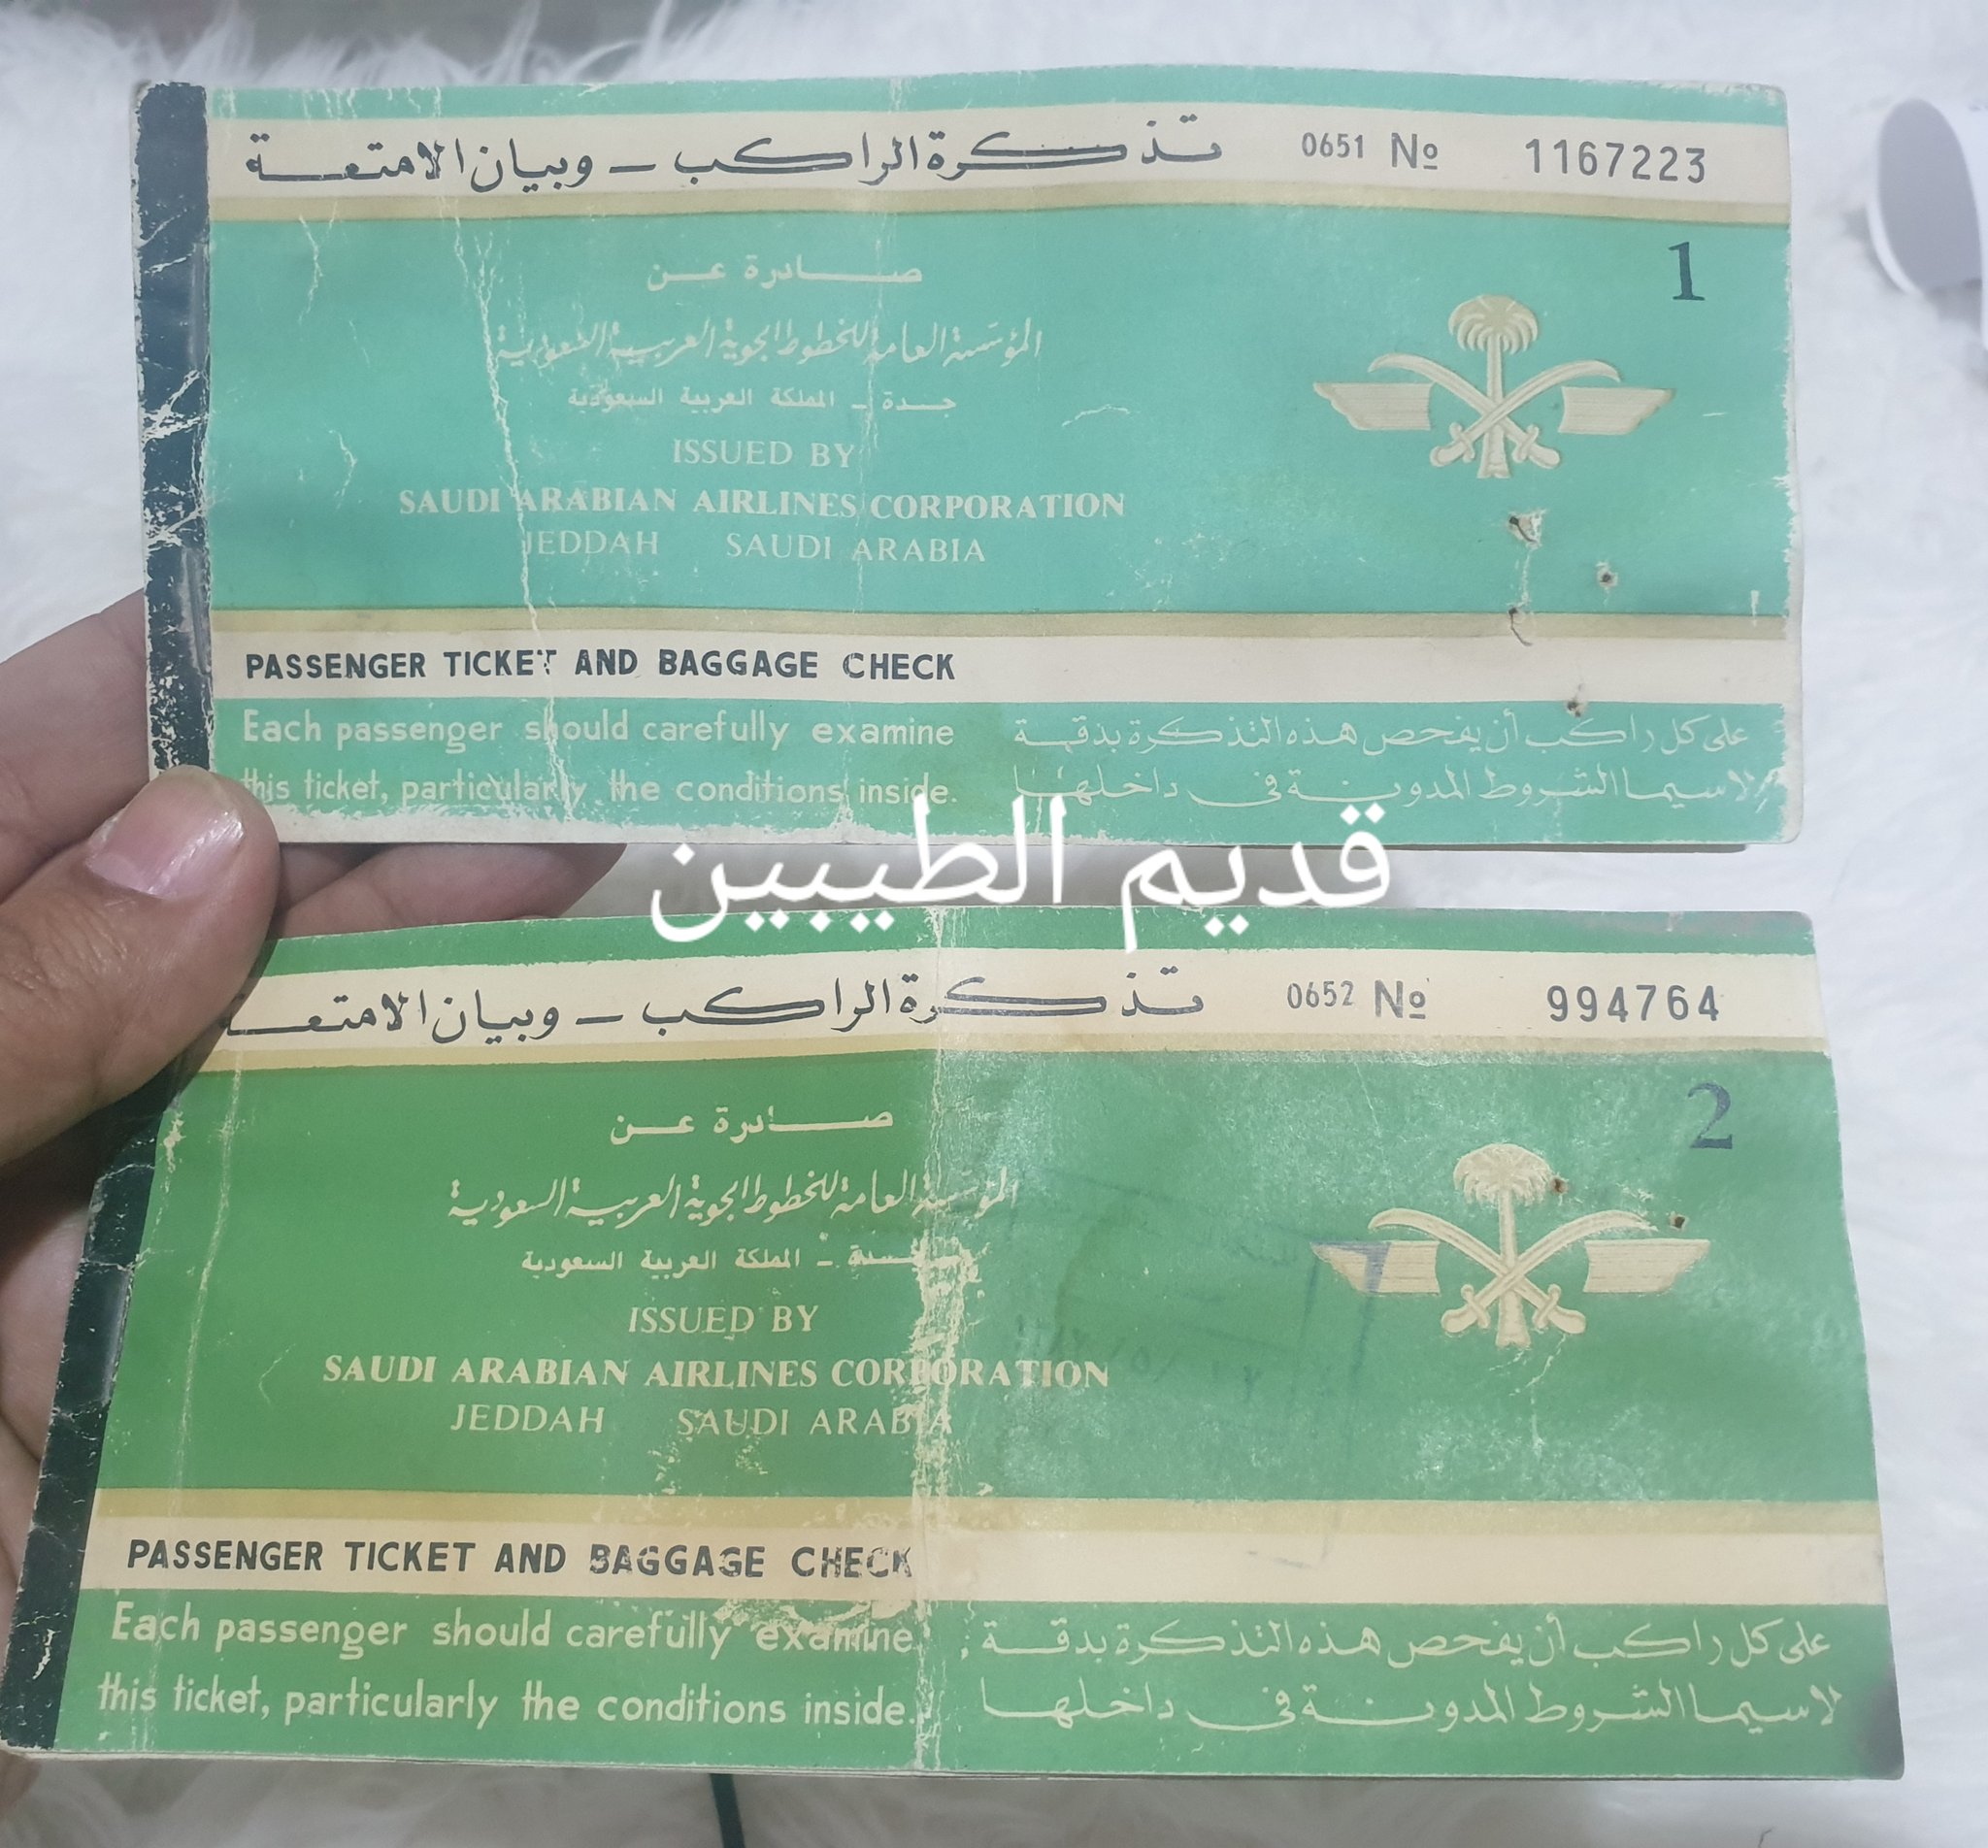 تذكرة الراكب - وبيان الامتعة 0651 No 1167223
1
صادرة عن
المؤسسة العامة للخطوط الجوية العربية السعودية
جدة - المملكة العربية السعودية
ISSUED BY
SAUDI ARABIAN AIRLINES CORPORATION
JEDDAH SAUDI ARABIA
PASSENGER TICKET AND BAGGAGE CHECK
Each passenger should carefully examine
this ticket, particularly the conditions inside.
على كل راكب أن يفحص هذه التذكرة بدقة
لاسيما الشروط المدونة في داخلها
قديم الطيبين
تذكرة الراكب - وبيان الامتعة 0652 No 994764
2
صادرة عن
المؤسسة العامة للخطوط الجوية العربية السعودية
جدة - المملكة العربية السعودية
ISSUED BY
SAUDI ARABIAN AIRLINES CORPORATION
JEDDAH SAUDI ARABIA
PASSENGER TICKET AND BAGGAGE CHECK
Each passenger should carefully examine
this ticket, particularly the conditions inside.
على كل راكب أن يفحص هذه التذكرة بدقة
لاسيما الشروط المدونة في داخلها